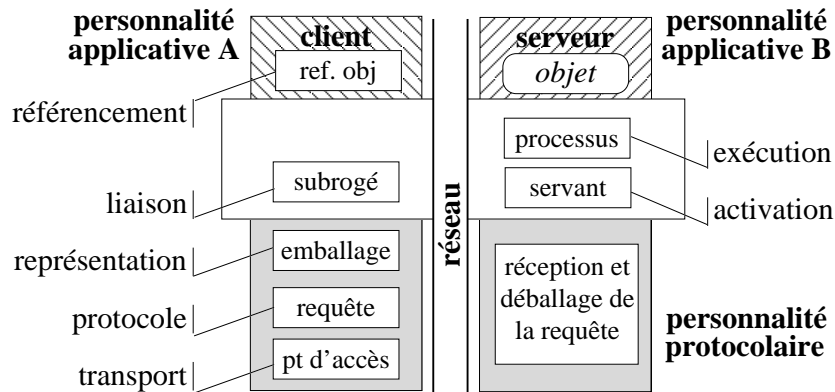 personnalité
applicative A
client
ref. obj
référencement
subrogé
liaison
emballage
représentation
requête
protocole
pt d'accès
transport
réseau
serveur
objet
personnalité
applicative B
processus
exécution
servant
activation
réception et
déballage de
la requête
personnalité
protocolaire